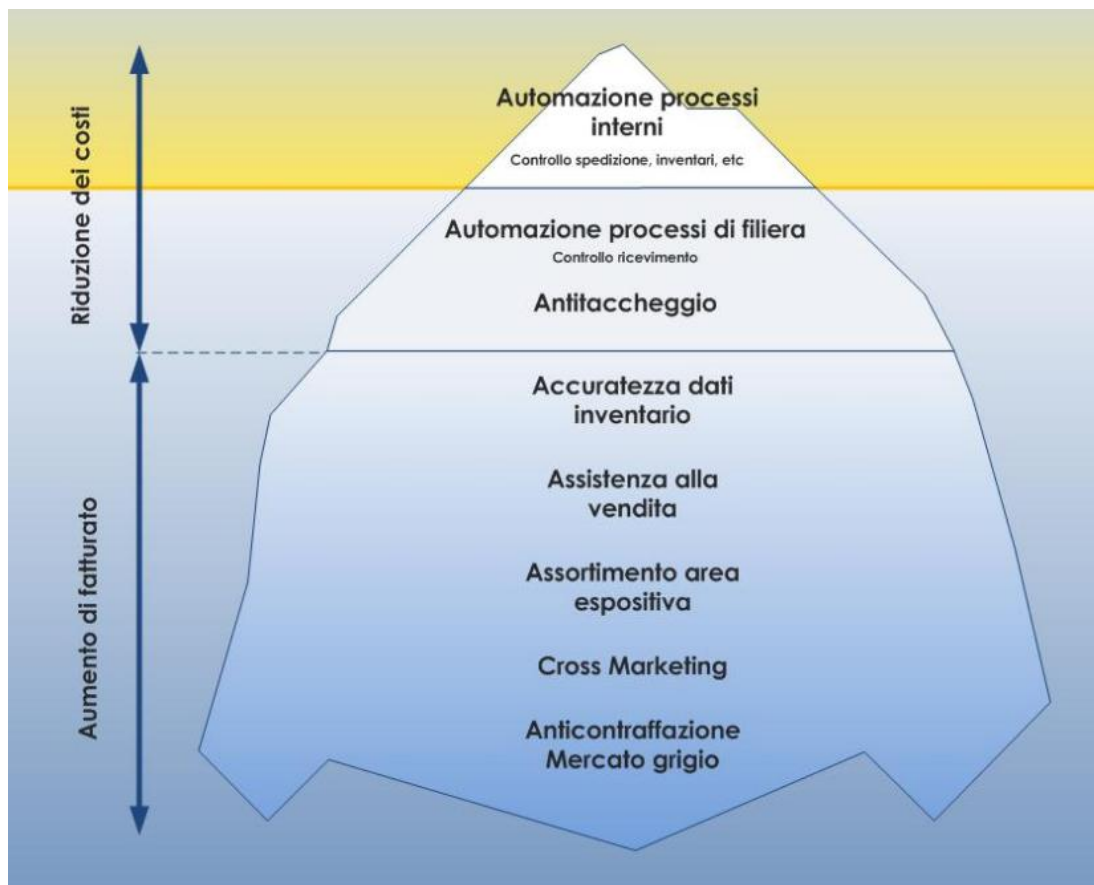 Riduzione dei costi
Automazione processi
interni
Controllo spedizione, inventari, etc
Automazione processi di filiera
Controllo ricevimento
Antitaccheggio
Aumento di fatturato
Accuratezza dati
inventario
Assistenza alla
vendita
Assortimento area
espositiva
Cross Marketing
Anticontraffazione
Mercato grigio